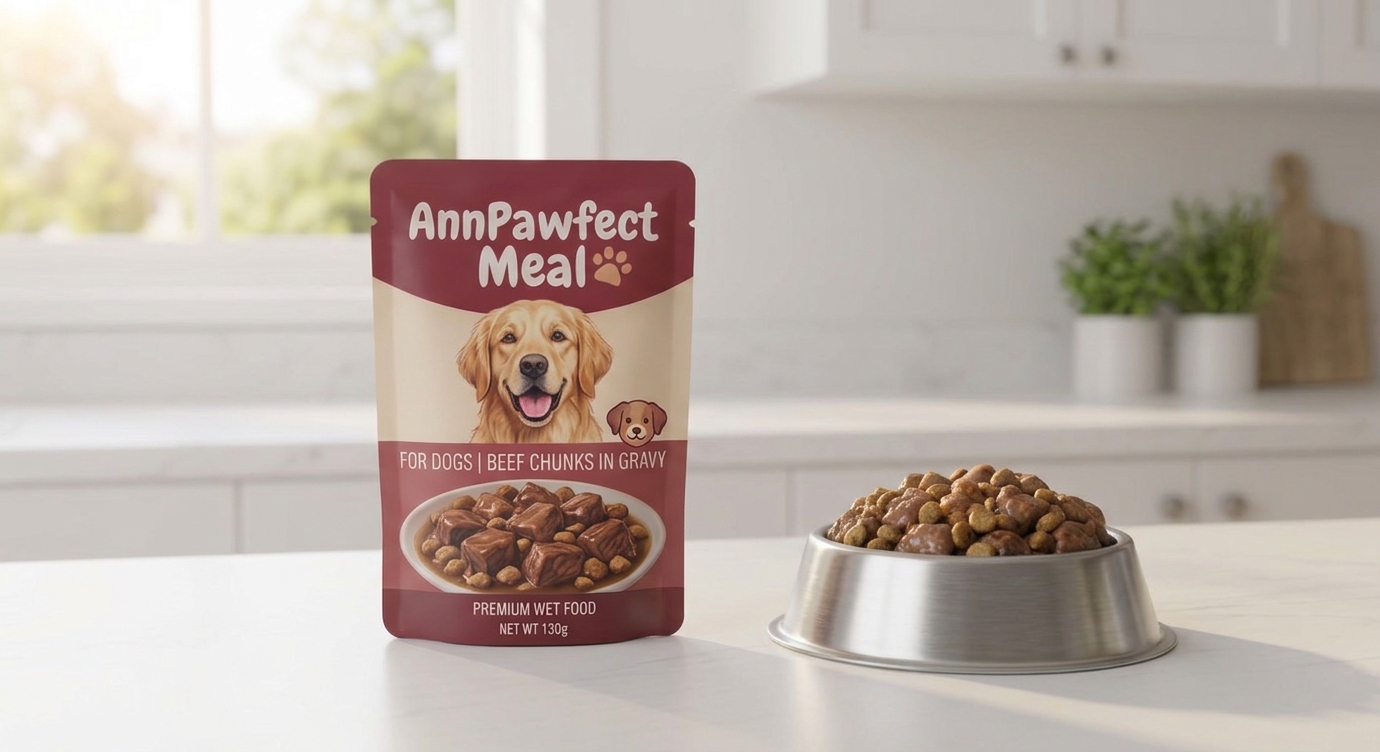 AnnPawfect
Meal
FOR DOGS | BEEF CHUNKS IN GRAVY
PREMIUM WET FOOD
NET WT 130g